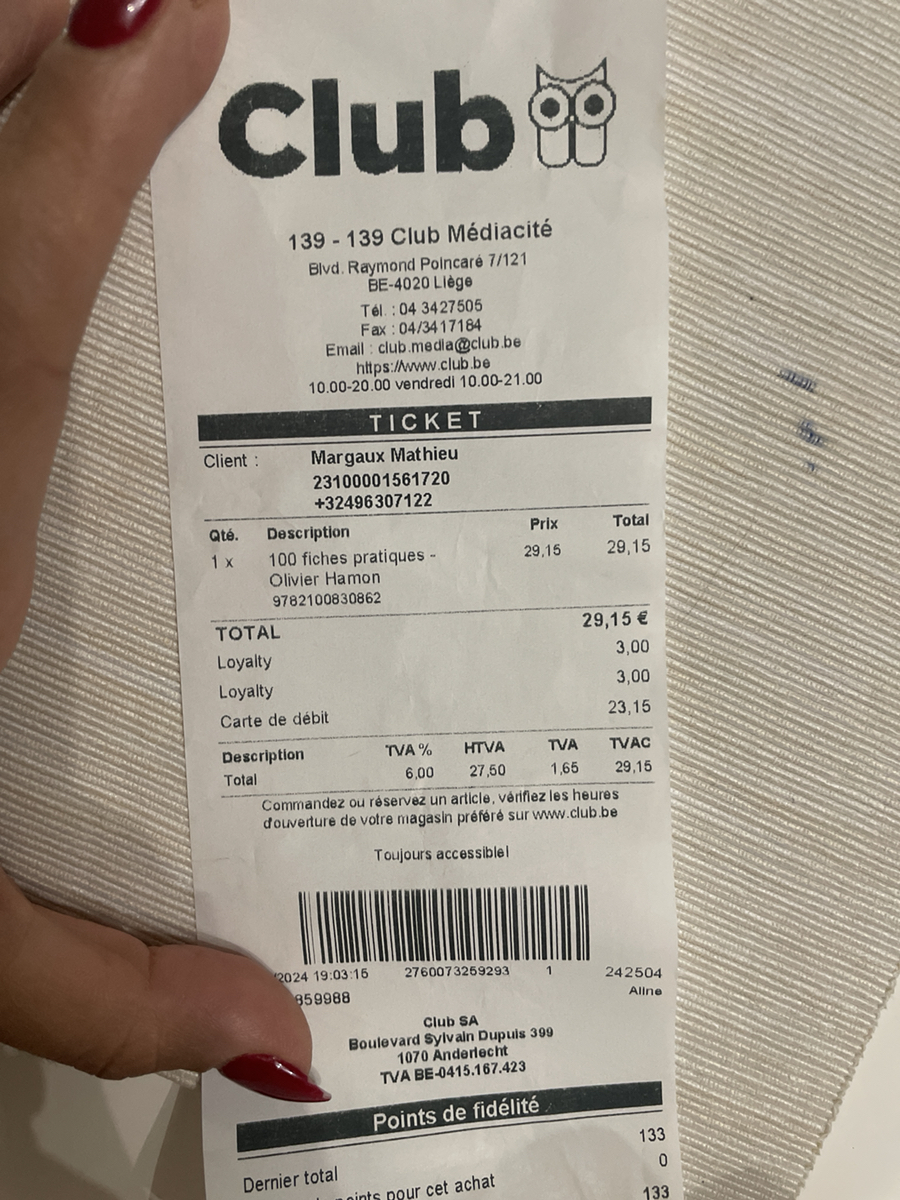 Club
139 - 139 Club Médiacité
Blvd. Raymond Poincaré 7/121
BE-4020 Liège
Tél. : 04 3427505
Fax : 04/3417184
Email : club.media@club.be
https://www.club.be
10.00-20.00 vendredi 10.00-21.00
TICKET
Client : Margaux Mathieu
23100001561720
+32496307122
Qté. Description Prix Total
1 x 100 fiches pratiques - 29,15 29,15
Olivier Hamon
9782100830862
TOTAL 29,15 €
Loyalty 3,00
Loyalty 3,00
Carte de débit 23,15
Description TVA % HTVA TVA TVAC
Total 6,00 27,50 1,65 29,15
Commandez ou réservez un article, vérifiez les heures
d'ouverture de votre magasin préféré sur www.club.be
Toujours accessible!
2024 19:03:15 2760073259293 1 242504
859988 Aline
Club SA
Boulevard Sylvain Dupuis 399
1070 Anderlecht
TVA BE-0415.167.423
Points de fidélité
Dernier total 133
points pour cet achat 0
133